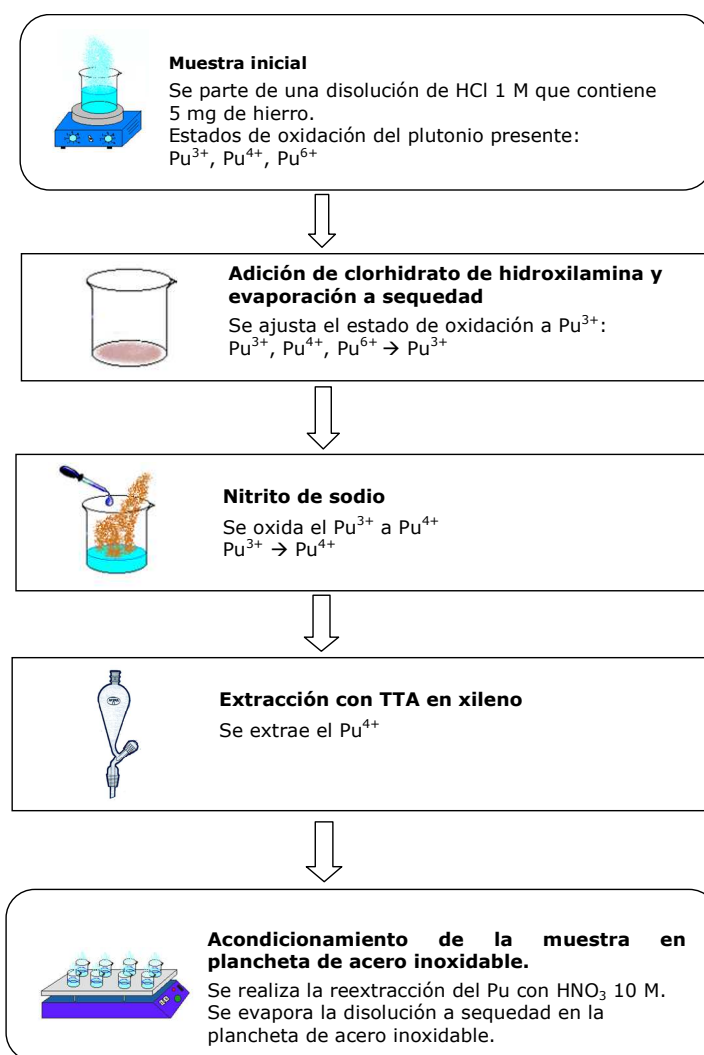 Muestra inicial
Se parte de una disolución de HCl 1 M que contiene
5 mg de hierro.
Estados de oxidación del plutonio presente:
Pu³⁺, Pu⁴⁺, Pu⁶⁺
Adición de clorhidrato de hidroxilamina y
evaporación a sequedad
Se ajusta el estado de oxidación a Pu³⁺:
Pu³⁺, Pu⁴⁺, Pu⁶⁺ → Pu³⁺
Nitrito de sodio
Se oxida el Pu³⁺ a Pu⁴⁺
Pu³⁺ → Pu⁴⁺
Extracción con TTA en xileno
Se extrae el Pu⁴⁺
Acondicionamiento de la muestra en
plancheta de acero inoxidable.
Se realiza la reextracción del Pu con HNO₃ 10 M.
Se evapora la disolución a sequedad en la
plancheta de acero inoxidable.